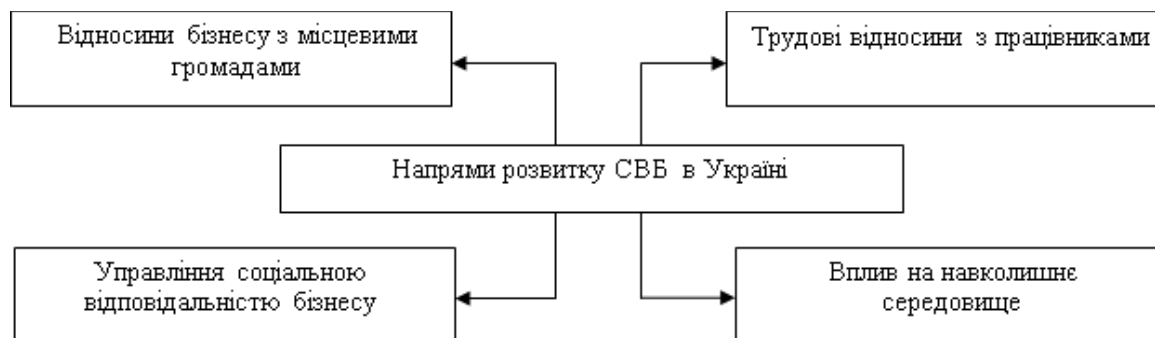 Відносини бізнесу з місцевими
громадами
Трудові відносини з працівниками
Напрями розвитку СВБ в Україні
Управління соціальною
відповідальністю бізнесу
Вплив на навколишнє
середовище